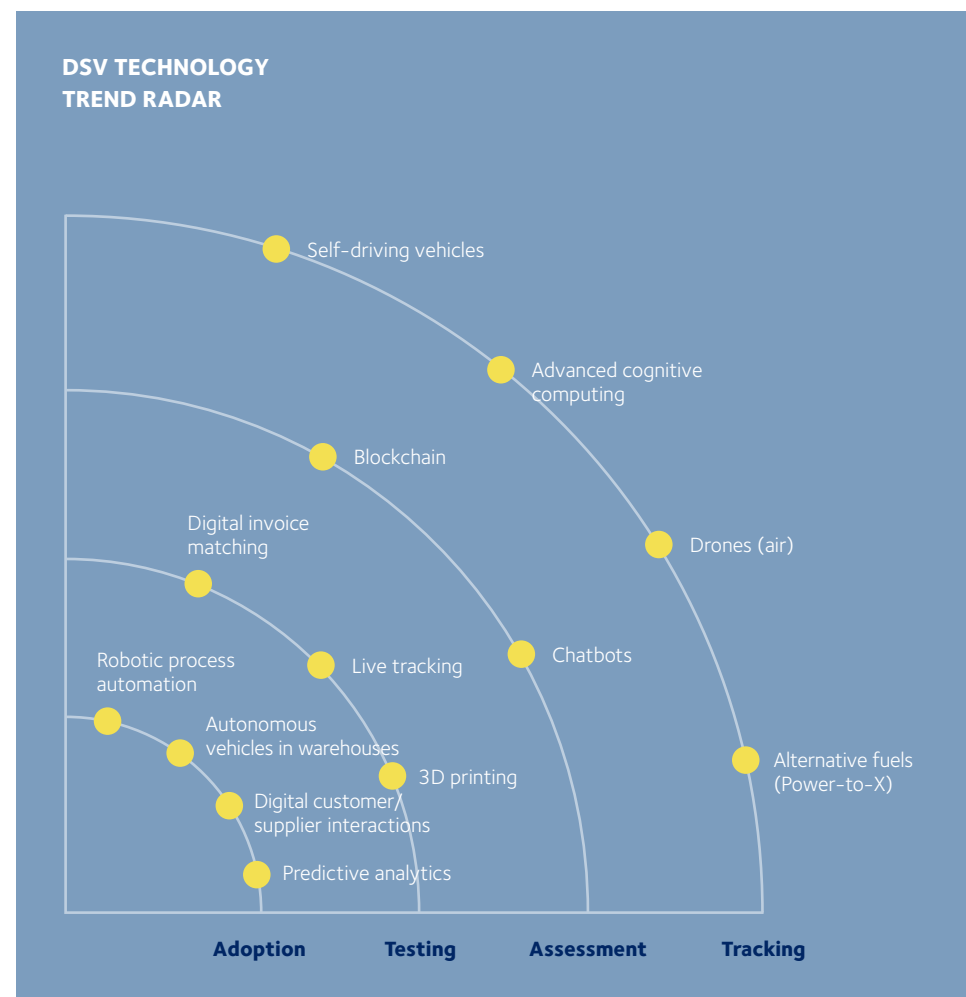 DSV TECHNOLOGY
TREND RADAR
Self-driving vehicles
Advanced cognitive
computing
Blockchain
Digital invoice
matching
Drones (air)
Chatbots
Live tracking
Robotic process
automation
Autonomous
vehicles in warehouses
3D printing
Alternative fuels
(Power-to-X)
Digital customer/
supplier interactions
Predictive analytics
Adoption
Testing
Assessment
Tracking